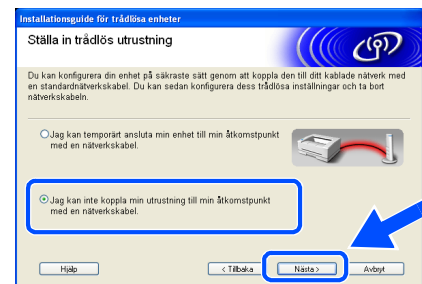 Installationsguide för trådlösa enheter
Ställa in trådlös utrustning
Du kan konfigurera din enhet på säkraste sätt genom att koppla den till ditt kablade nätverk med
en standardnätverkskabel. Du kan sedan konfigurera dess trådlösa inställningar och ta bort
nätverkskabeln.
Jag kan temporärt ansluta min enhet till min åtkomstpunkt
med en nätverkskabel.
Jag kan inte koppla min utrustning till min åtkomstpunkt
med en nätverkskabel.
Hjälp
< Tillbaka
Nästa >
Avbryt